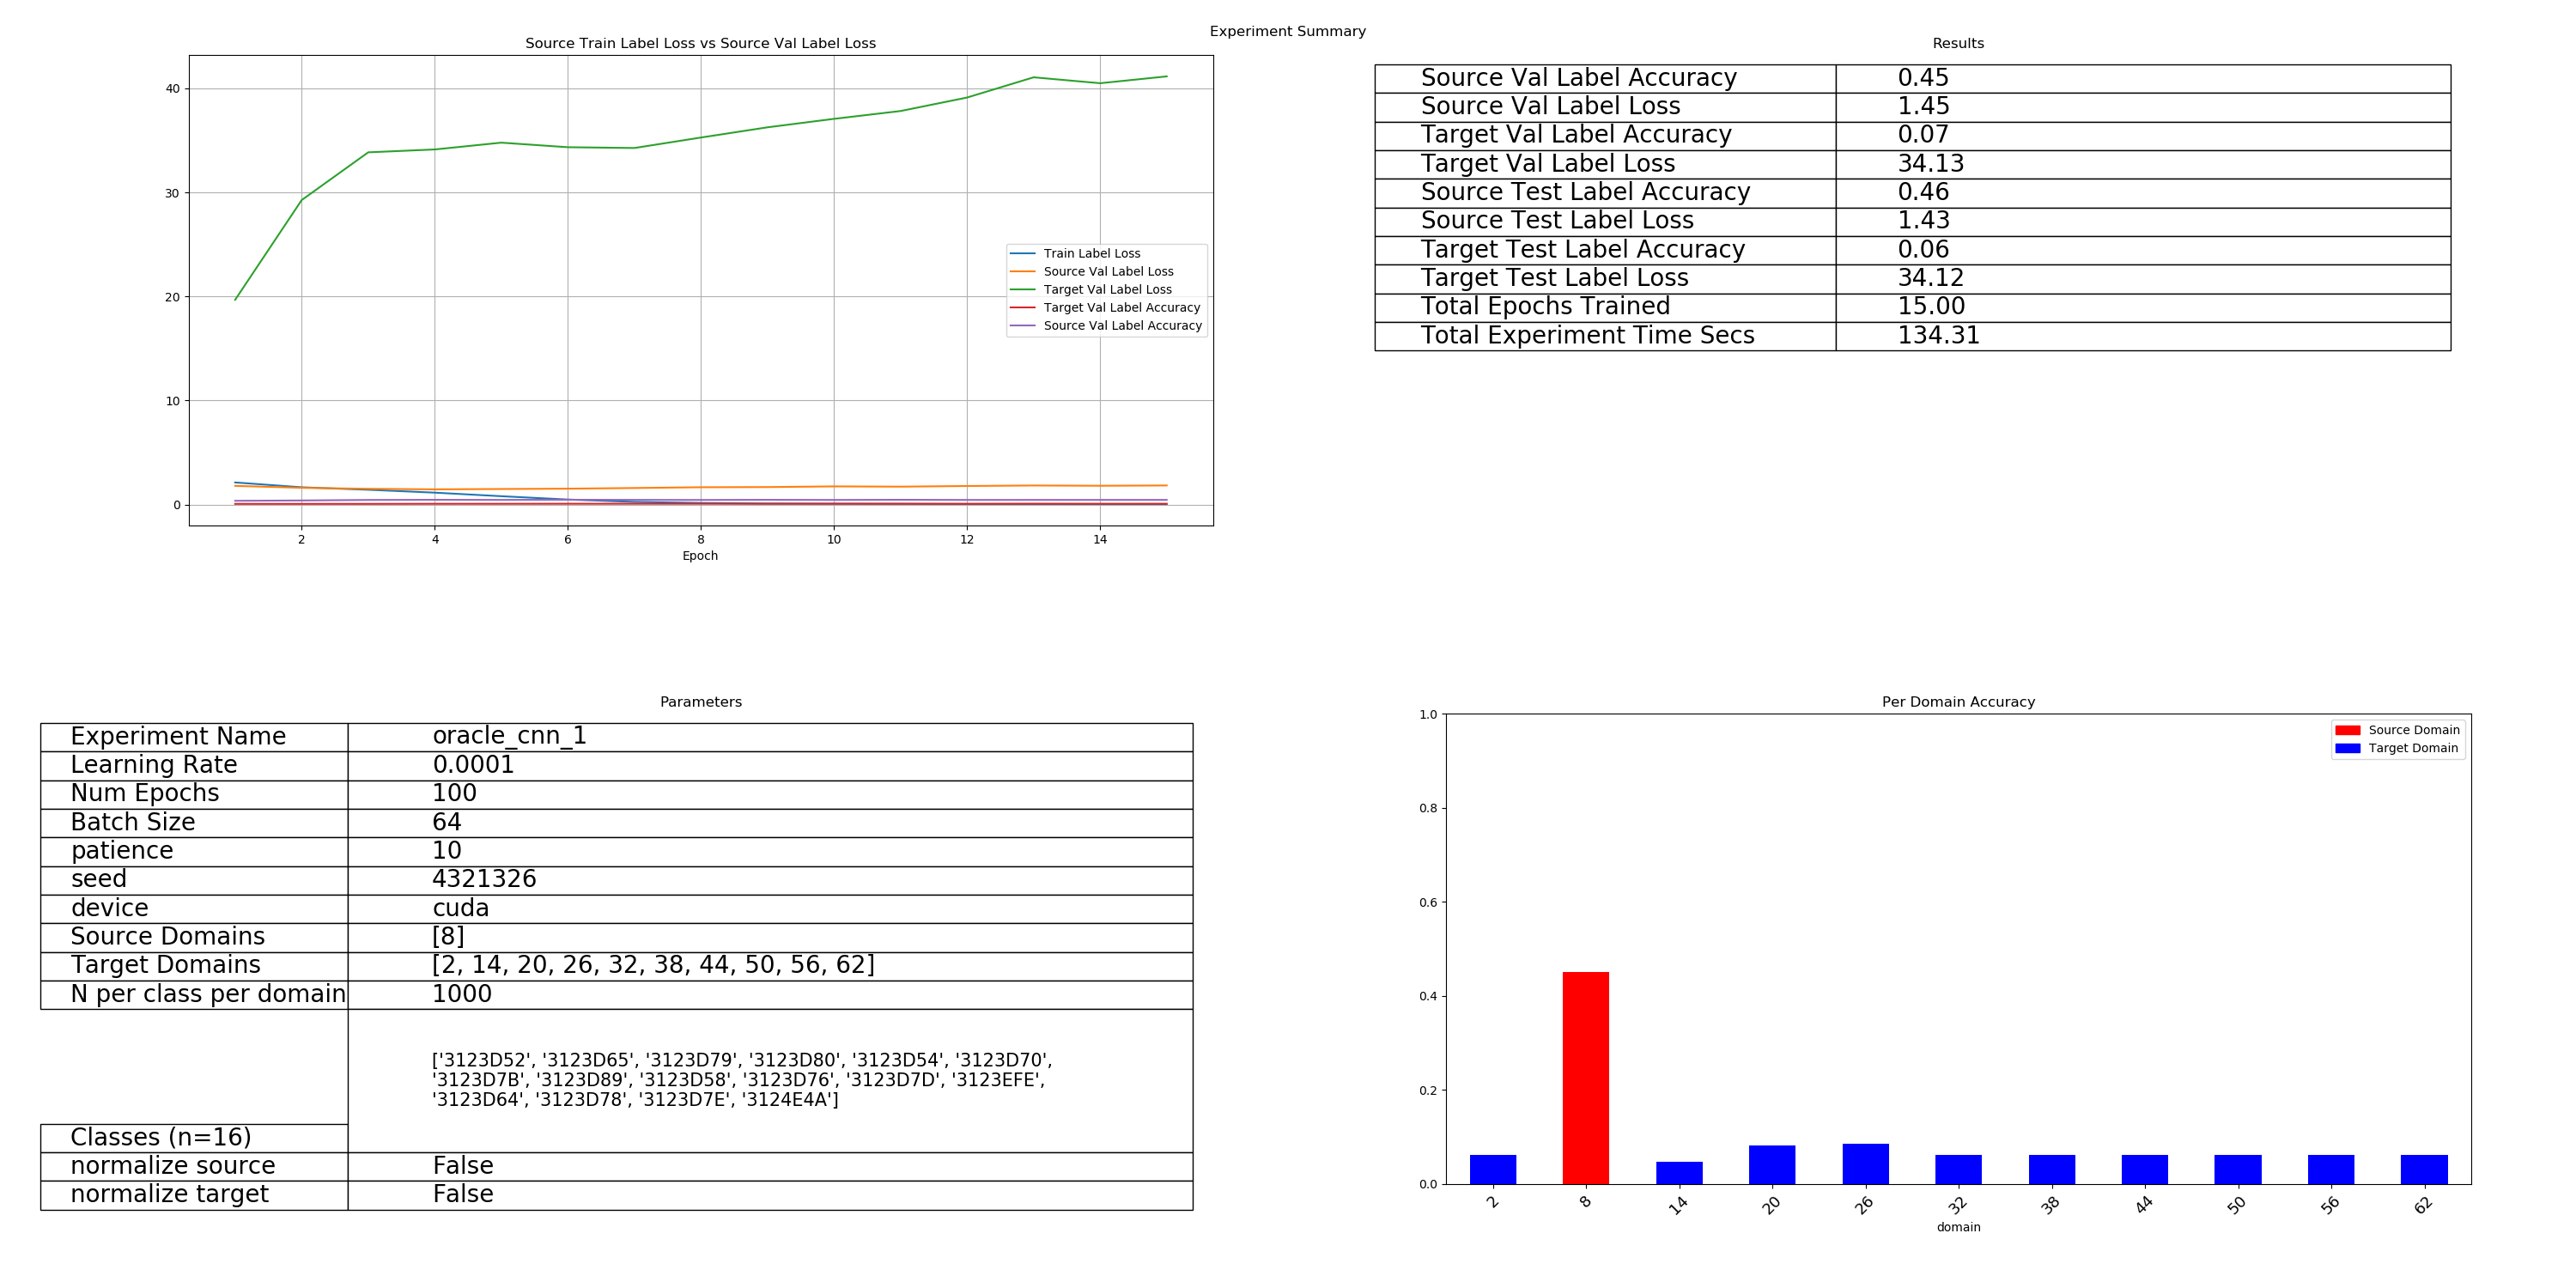 Experiment Summary
Source Train Label Loss vs Source Val Label Loss
40
30
20
10
0
2 4 6 8 10 12 14
Epoch
Train Label Loss
Source Val Label Loss
Target Val Label Loss
Target Val Label Accuracy
Source Val Label Accuracy
Results
Source Val Label Accuracy 0.45
Source Val Label Loss 1.45
Target Val Label Accuracy 0.07
Target Val Label Loss 34.13
Source Test Label Accuracy 0.46
Source Test Label Loss 1.43
Target Test Label Accuracy 0.06
Target Test Label Loss 34.12
Total Epochs Trained 15.00
Total Experiment Time Secs 134.31
Parameters
Experiment Name oracle_cnn_1
Learning Rate 0.0001
Num Epochs 100
Batch Size 64
patience 10
seed 4321326
device cuda
Source Domains [8]
Target Domains [2, 14, 20, 26, 32, 38, 44, 50, 56, 62]
N per class per domain 1000
['3123D52', '3123D65', '3123D79', '3123D80', '3123D54', '3123D70',
'3123D7B', '3123D89', '3123D58', '3123D76', '3123D7D', '3123EFE',
'3123D64', '3123D78', '3123D7E', '3124E4A']
Classes (n=16)
normalize source False
normalize target False
Per Domain Accuracy
1.0
0.8
0.6
0.4
0.2
0.0
Source Domain
Target Domain
2 8 14 20 26 32 38 44 50 56 62
domain